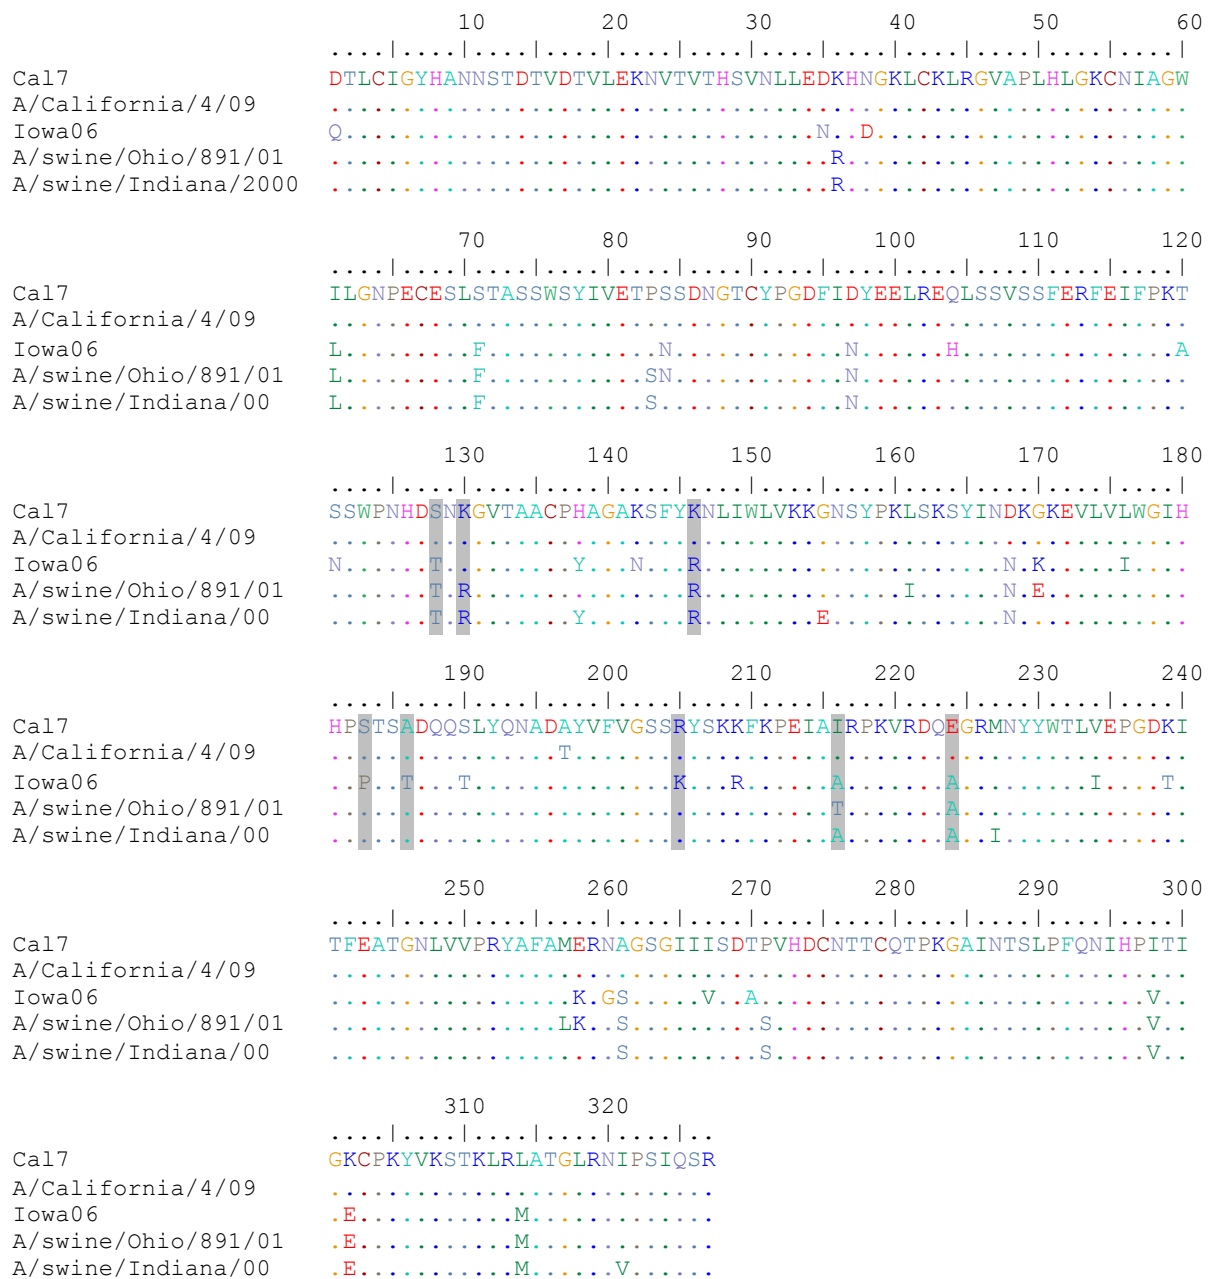 10 20 30 40 50 60
....|....|....|....|....|....|....|....|....|....|....|....|
Cal7 DTLCIGYHANNSTDTVDTVLEKNVTVTHSVNLLEDKHNGKLCKLRGVAPLHLGKCNIAGW
A/California/4/09 ............................................................
Iowa06 Q.................................N..D......................
A/swine/Ohio/891/01 ...................................R........................
A/swine/Indiana/2000 ...................................R........................
70 80 90 100 110 120
....|....|....|....|....|....|....|....|....|....|....|....|
Cal7 ILGNPECESLSTASSWSYIVETPSSDNGTCYPGDFIDYEELREQLSSVSSFERFEIFPKT
A/California/4/09 ............................................................
Iowa06 L.........F............N............N......H...............A
A/swine/Ohio/891/01 L.........F...........SN............N.......................
A/swine/Indiana/00 L.........F...........S.............N.......................
130 140 150 160 170 180
....|....|....|....|....|....|....|....|....|....|....|....|
Cal7 SSWPNHDSNKGVTAACPHAGAKSFYKNLIWLVKKGNSYPKLSKSYINDKGKEVLVLWGIH
A/California/4/09 ............................................................
Iowa06 N......T.........Y...N...R.....................N.K.....I....
A/swine/Ohio/891/01 .......T.R...............R..............I......N.E..........
A/swine/Indiana/00 .......T.R.......Y.......R........E............N............
190 200 210 220 230 240
....|....|....|....|....|....|....|....|....|....|....|....|
Cal7 HPSTSADQQSLYQNADAYVFVGSSRYSKKFKPEIAIRPKVRDQEGRMNYYWTLVEPGDKI
A/California/4/09 ................T...........................................
Iowa06 ..P..T...T..............K...R......A.......A.........I....T.
A/swine/Ohio/891/01 ...................................T.......A................
A/swine/Indiana/00 ...................................A.......A..I.............
250 260 270 280 290 300
....|....|....|....|....|....|....|....|....|....|....|....|
Cal7 TFEATGNLVVPRYAFAMERNAGSGIIISDTPVHDCNTTCQTPKGAINTSLPFQNIHPITI
A/California/4/09 ............................................................
Iowa06 .................K.GS.....V..A...........................V..
A/swine/Ohio/891/01 ................LK..S.........S..........................V..
A/swine/Indiana/00 ....................S.........S..........................V..
310 320
....|....|....|....|....|..
Cal7 GKCPKYVKSTKLRLATGLRNIPSIQSR
A/California/4/09 ...........................
Iowa06 .E...........M.............
A/swine/Ohio/891/01 .E...........M.............
A/swine/Indiana/00 .E...........M......V......